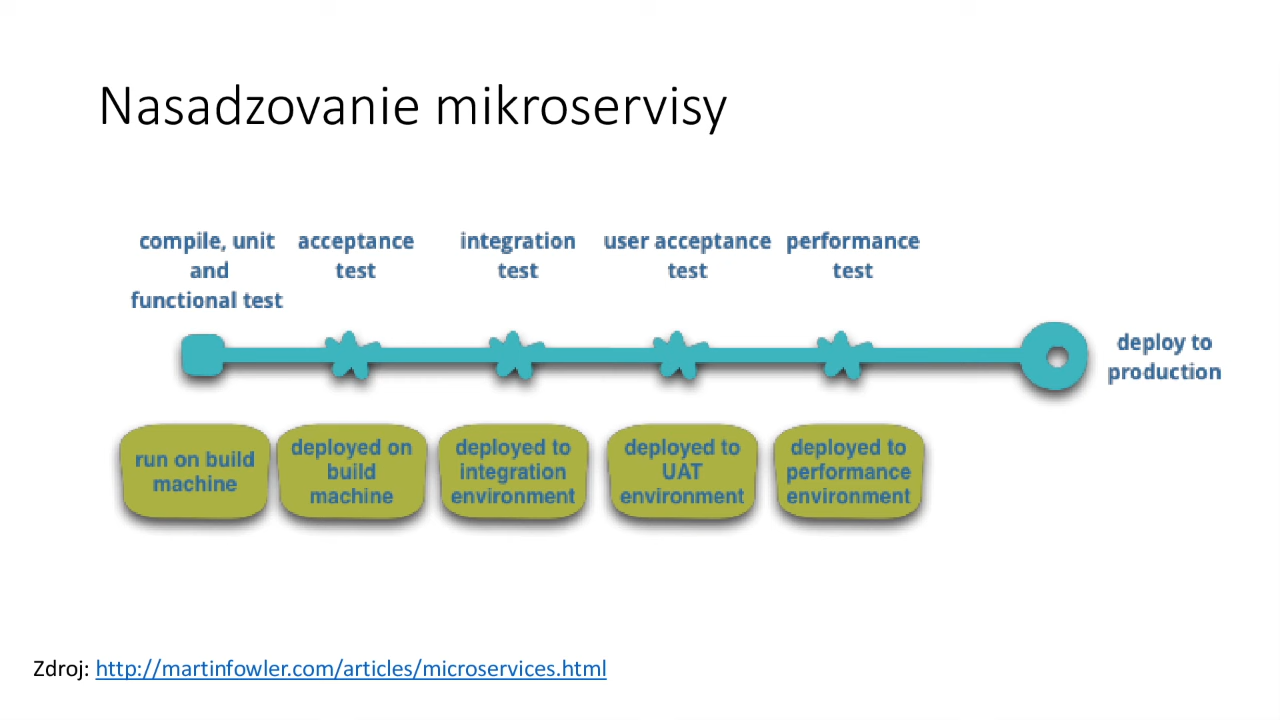 Nasadzovanie mikroservisy
compile, unit
and
functional test
acceptance
test
integration
test
user acceptance
test
performance
test
deploy to
production
run on build
machine
deployed on
build
machine
deployed to
integration
environment
deployed to
UAT
environment
deployed to
performance
environment
Zdroj: http://martinfowler.com/articles/microservices.html